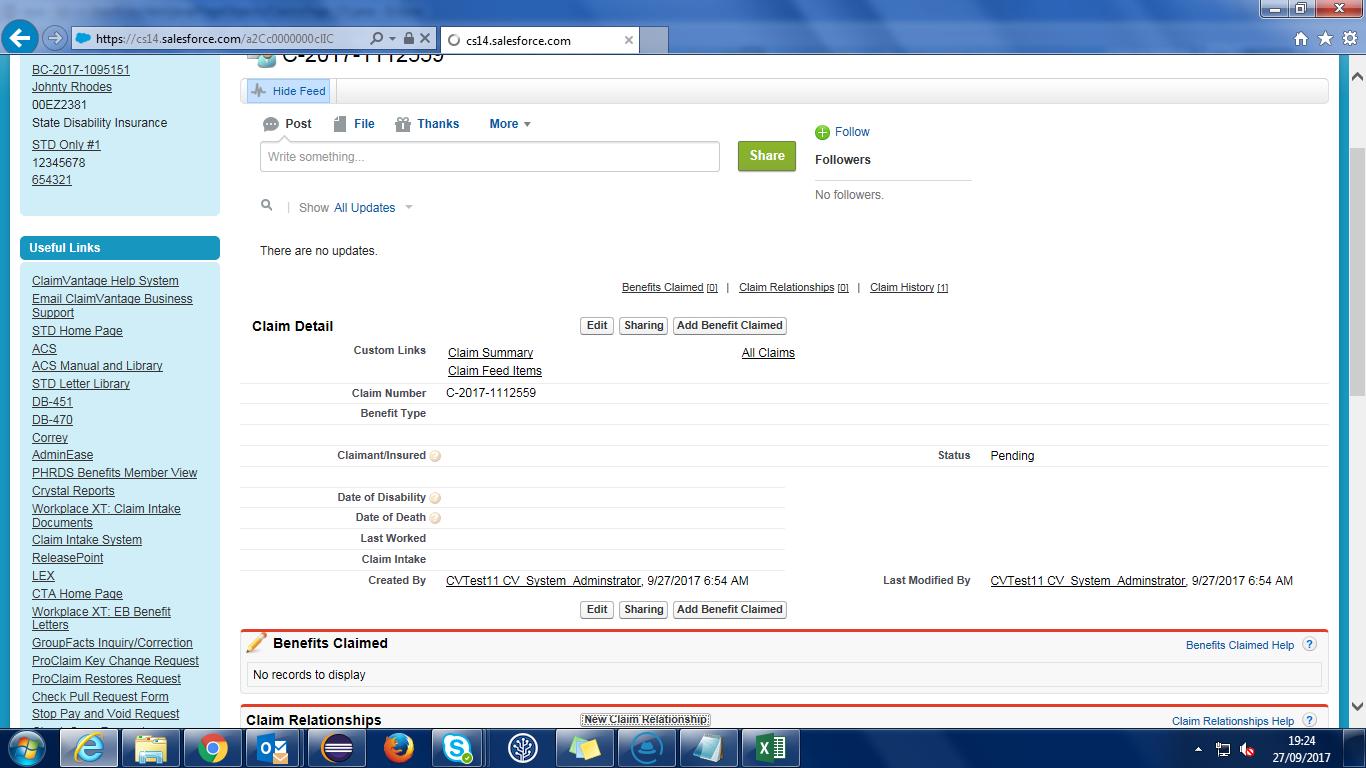 https://cs14.salesforce.com/a2Cc0000000clIC
cs14.salesforce.com
C-2017-1112559
BC-2017-1095151
Johnty Rhodes
00EZ2381
State Disability Insurance
STD Only #1
12345678
654321
Hide Feed
Post File Thanks More
Write something...
Share
Follow
Followers
No followers.
Show All Updates
There are no updates.
Useful Links
ClaimVantage Help System
Email ClaimVantage Business
Support
STD Home Page
ACS
ACS Manual and Library
STD Letter Library
DB-451
DB-470
Correy
AdminEase
PHRDS Benefits Member View
Crystal Reports
Workplace XT: Claim Intake
Documents
Claim Intake System
ReleasePoint
LEX
CTA Home Page
Workplace XT: EB Benefit
Letters
GroupFacts Inquiry/Correction
ProClaim Key Change Request
ProClaim Restores Request
Check Pull Request Form
Stop Pay and Void Request
Benefits Claimed [0] | Claim Relationships [0] | Claim History [1]
Claim Detail Edit Sharing Add Benefit Claimed
Custom Links Claim Summary All Claims
Claim Feed Items
Claim Number C-2017-1112559
Benefit Type
Claimant/Insured Status Pending
Date of Disability
Date of Death
Last Worked
Claim Intake
Created By CVTest11 CV_System_Adminstrator, 9/27/2017 6:54 AM Last Modified By CVTest11 CV_System_Adminstrator, 9/27/2017 6:54 AM
Edit Sharing Add Benefit Claimed
Benefits Claimed Benefits Claimed Help ?
No records to display
Claim Relationships New Claim Relationship Claim Relationships Help ?
19:24
27/09/2017